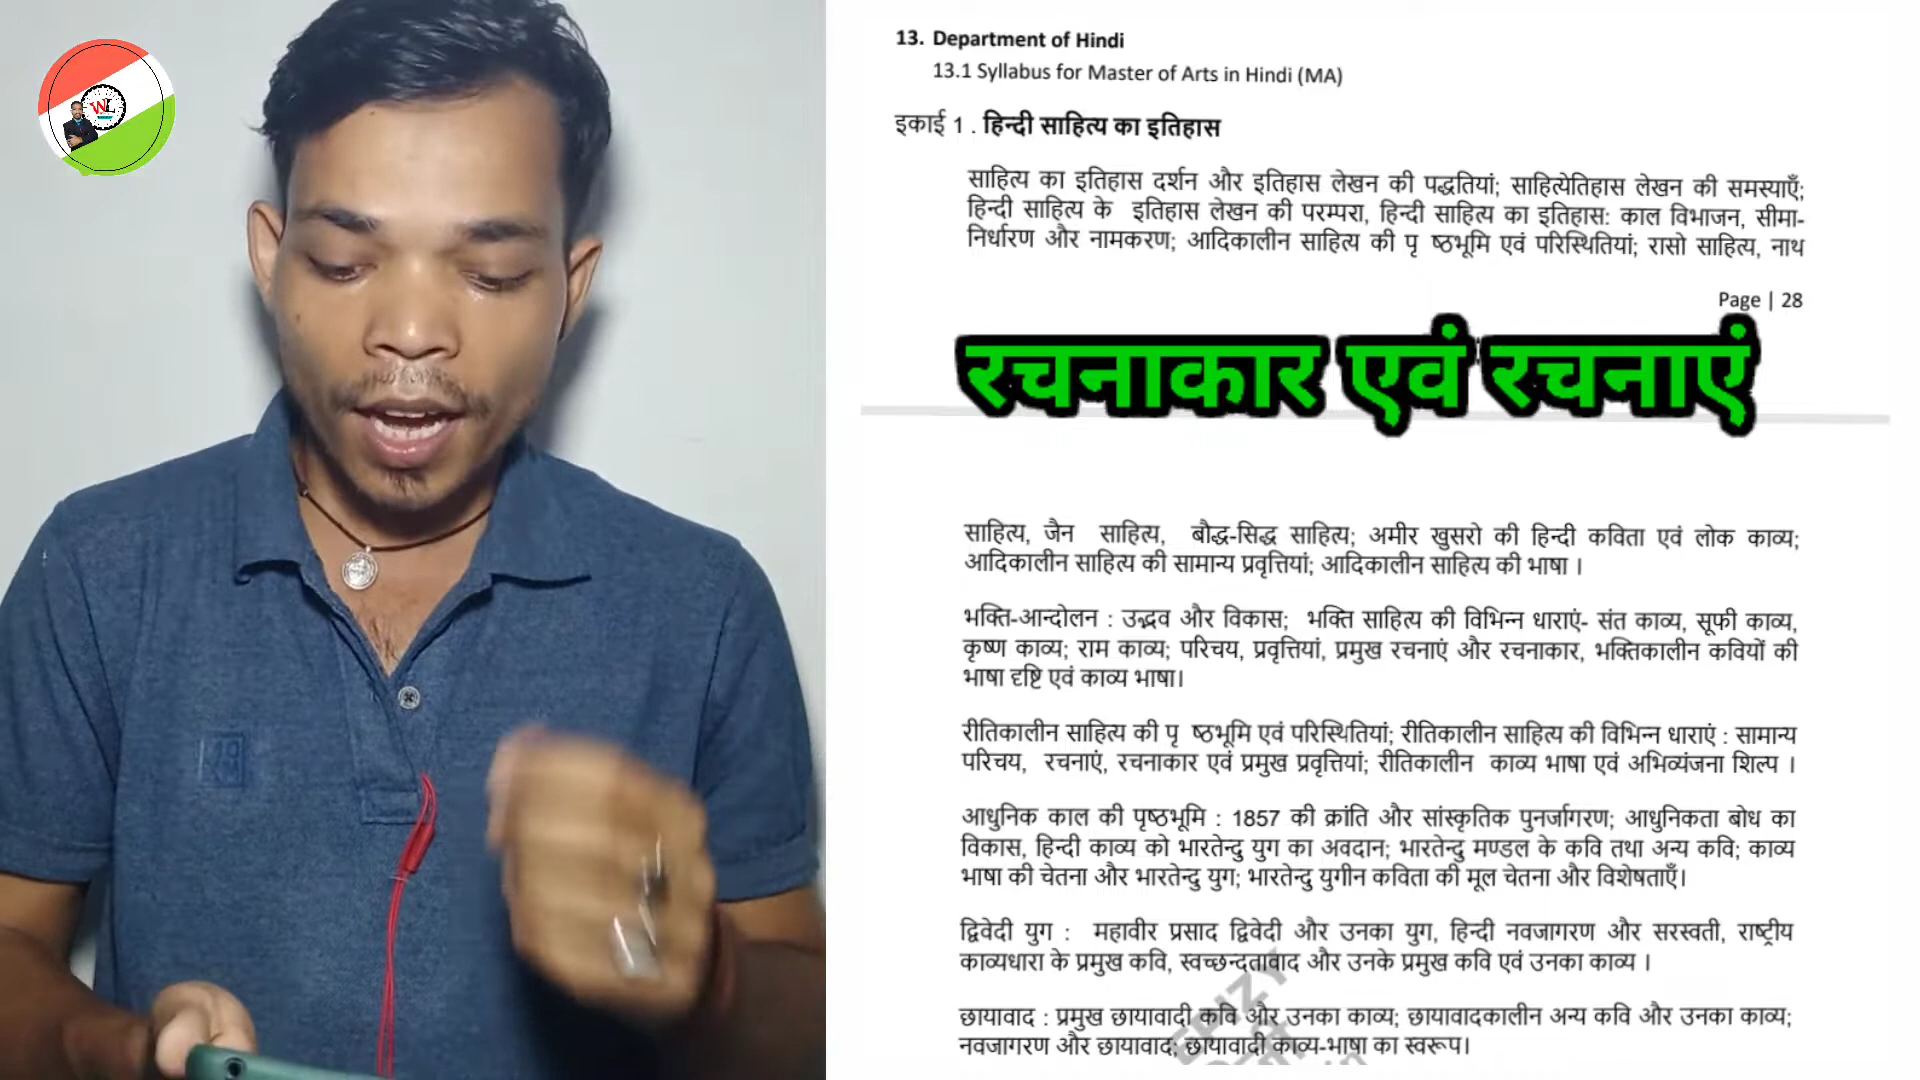 WL
13. Department of Hindi
13.1 Syllabus for Master of Arts in Hindi (MA)
इकाई 1 . हिन्दी साहित्य का इतिहास
साहित्य का इतिहास दर्शन और इतिहास लेखन की पद्धतियां; साहित्येतिहास लेखन की समस्याएँ;
हिन्दी साहित्य के इतिहास लेखन की परम्परा, हिन्दी साहित्य का इतिहास: काल विभाजन, सीमा-
निर्धारण और नामकरण; आदिकालीन साहित्य की पृ ष्ठभूमि एवं परिस्थितियां; रासो साहित्य, नाथ
Page | 28
रचनाकार एवं रचनाएं
साहित्य, जैन साहित्य, बौद्ध-सिद्ध साहित्य; अमीर खुसरो की हिन्दी कविता एवं लोक काव्य;
आदिकालीन साहित्य की सामान्य प्रवृत्तियां; आदिकालीन साहित्य की भाषा ।
भक्ति-आन्दोलन : उद्भव और विकास; भक्ति साहित्य की विभिन्न धाराएं- संत काव्य, सूफी काव्य,
कृष्ण काव्य; राम काव्य; परिचय, प्रवृत्तियां, प्रमुख रचनाएं और रचनाकार, भक्तिकालीन कवियों की
भाषा दृष्टि एवं काव्य भाषा।
रीतिकालीन साहित्य की पृ ष्ठभूमि एवं परिस्थितियां; रीतिकालीन साहित्य की विभिन्न धाराएं : सामान्य
परिचय, रचनाएं, रचनाकार एवं प्रमुख प्रवृत्तियां; रीतिकालीन काव्य भाषा एवं अभिव्यंजना शिल्प ।
आधुनिक काल की पृष्ठभूमि : 1857 की क्रांति और सांस्कृतिक पुनर्जागरण; आधुनिकता बोध का
विकास, हिन्दी काव्य को भारतेन्दु युग का अवदान; भारतेन्दु मण्डल के कवि तथा अन्य कवि; काव्य
भाषा की चेतना और भारतेन्दु युग; भारतेन्दु युगीन कविता की मूल चेतना और विशेषताएँ।
द्विवेदी युग : महावीर प्रसाद द्विवेदी और उनका युग, हिन्दी नवजागरण और सरस्वती, राष्ट्रीय
काव्यधारा के प्रमुख कवि, स्वच्छन्दतावाद और उनके प्रमुख कवि एवं उनका काव्य ।
छायावाद : प्रमुख छायावादी कवि और उनका काव्य; छायावादकालीन अन्य कवि और उनका काव्य;
नवजागरण और छायावाद; छायावादी काव्य-भाषा का स्वरूप।